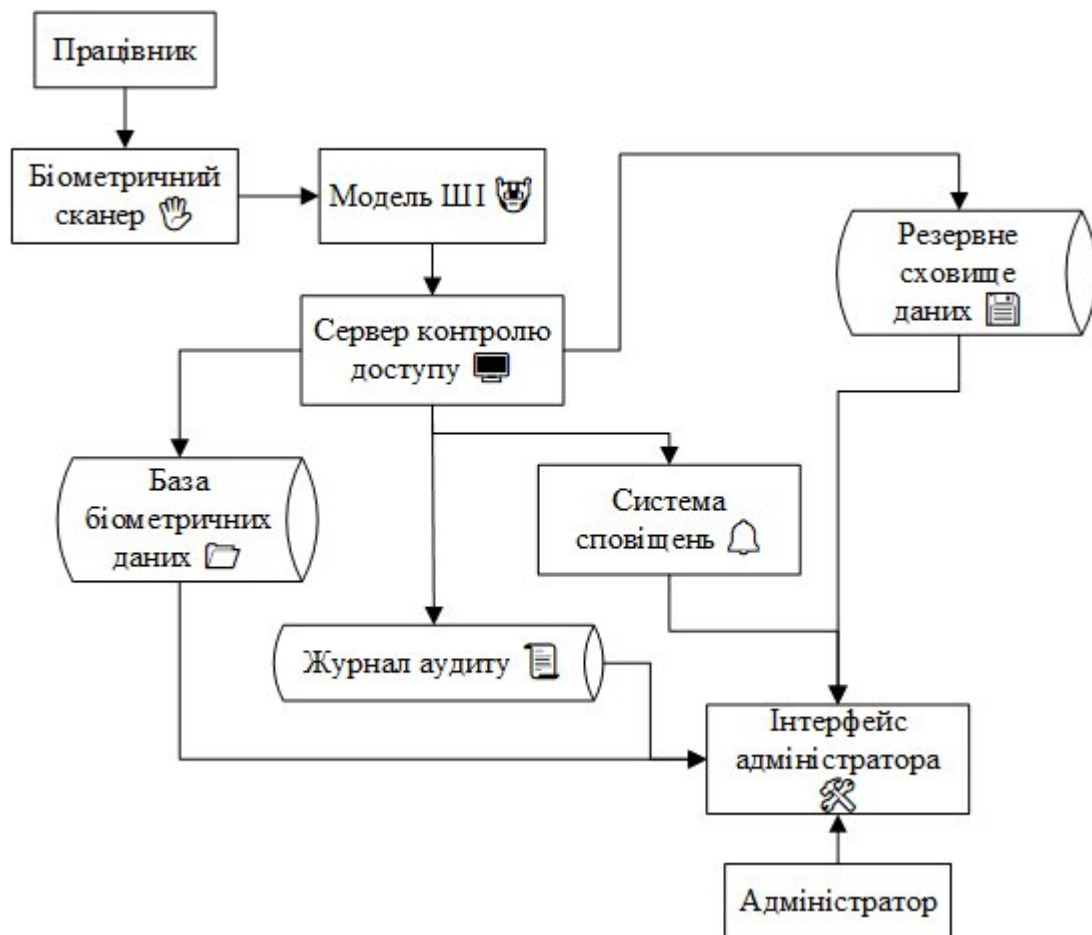 Працівник
Біометричний
сканер
Модель ШІ
Резервне
сховище
даних
Сервер контролю
доступу
База
біометричних
даних
Система
сповіщень
Журнал аудиту
Інтерфейс
адміністратора
Адміністратор